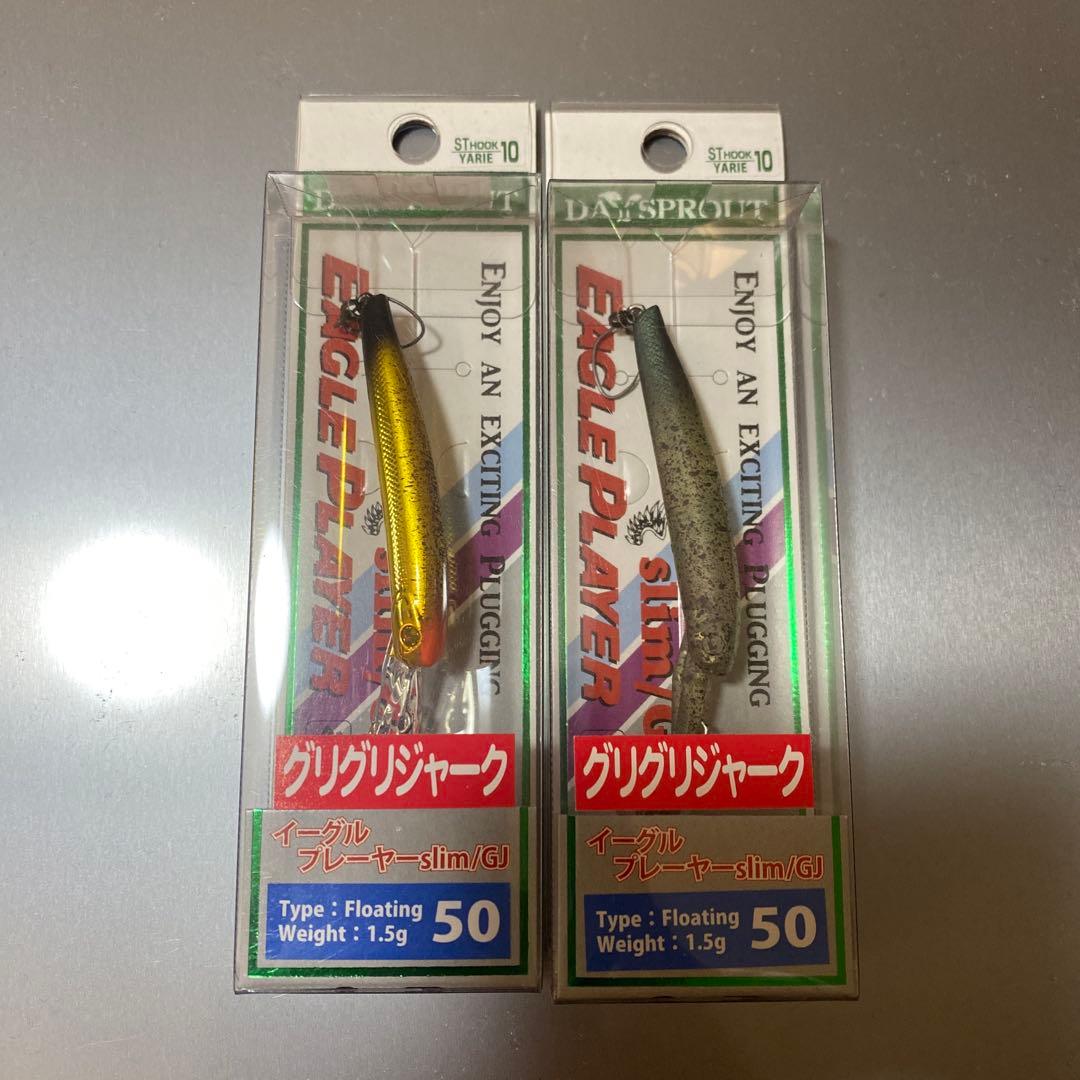 ST HOOK
YARIE 10
EAGLE PLAYER
ENJOY AN EXCITING PLUGGING
グリグリジャーク
イーグル
プレーヤーslim/GJ
Type：Floating
Weight：1.5g
50
ST HOOK
YARIE 10
DAYSPROUT
EAGLE PLAYER
slim/G
ENJOY AN EXCITING PLUGGING
グリグリジャーク
イーグル
プレーヤーslim/GJ
Type：Floating
Weight：1.5g
50